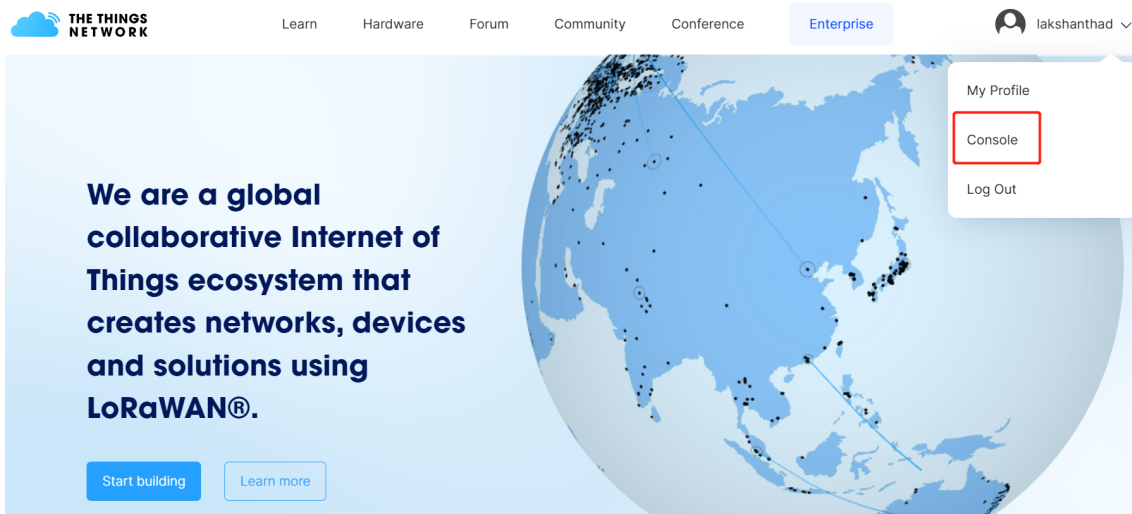 THE THINGS
NETWORK
Learn
Hardware
Forum
Community
Conference
Enterprise
lakshanthad
My Profile
Console
Log Out
We are a global
collaborative Internet of
Things ecosystem that
creates networks, devices
and solutions using
LoRaWAN®.
Start building
Learn more